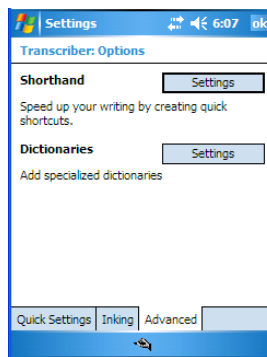 Settings 6:07 ok
Transcriber: Options
Shorthand Settings
Speed up your writing by creating quick
shortcuts.
Dictionaries Settings
Add specialized dictionaries
Quick Settings Inking Advanced